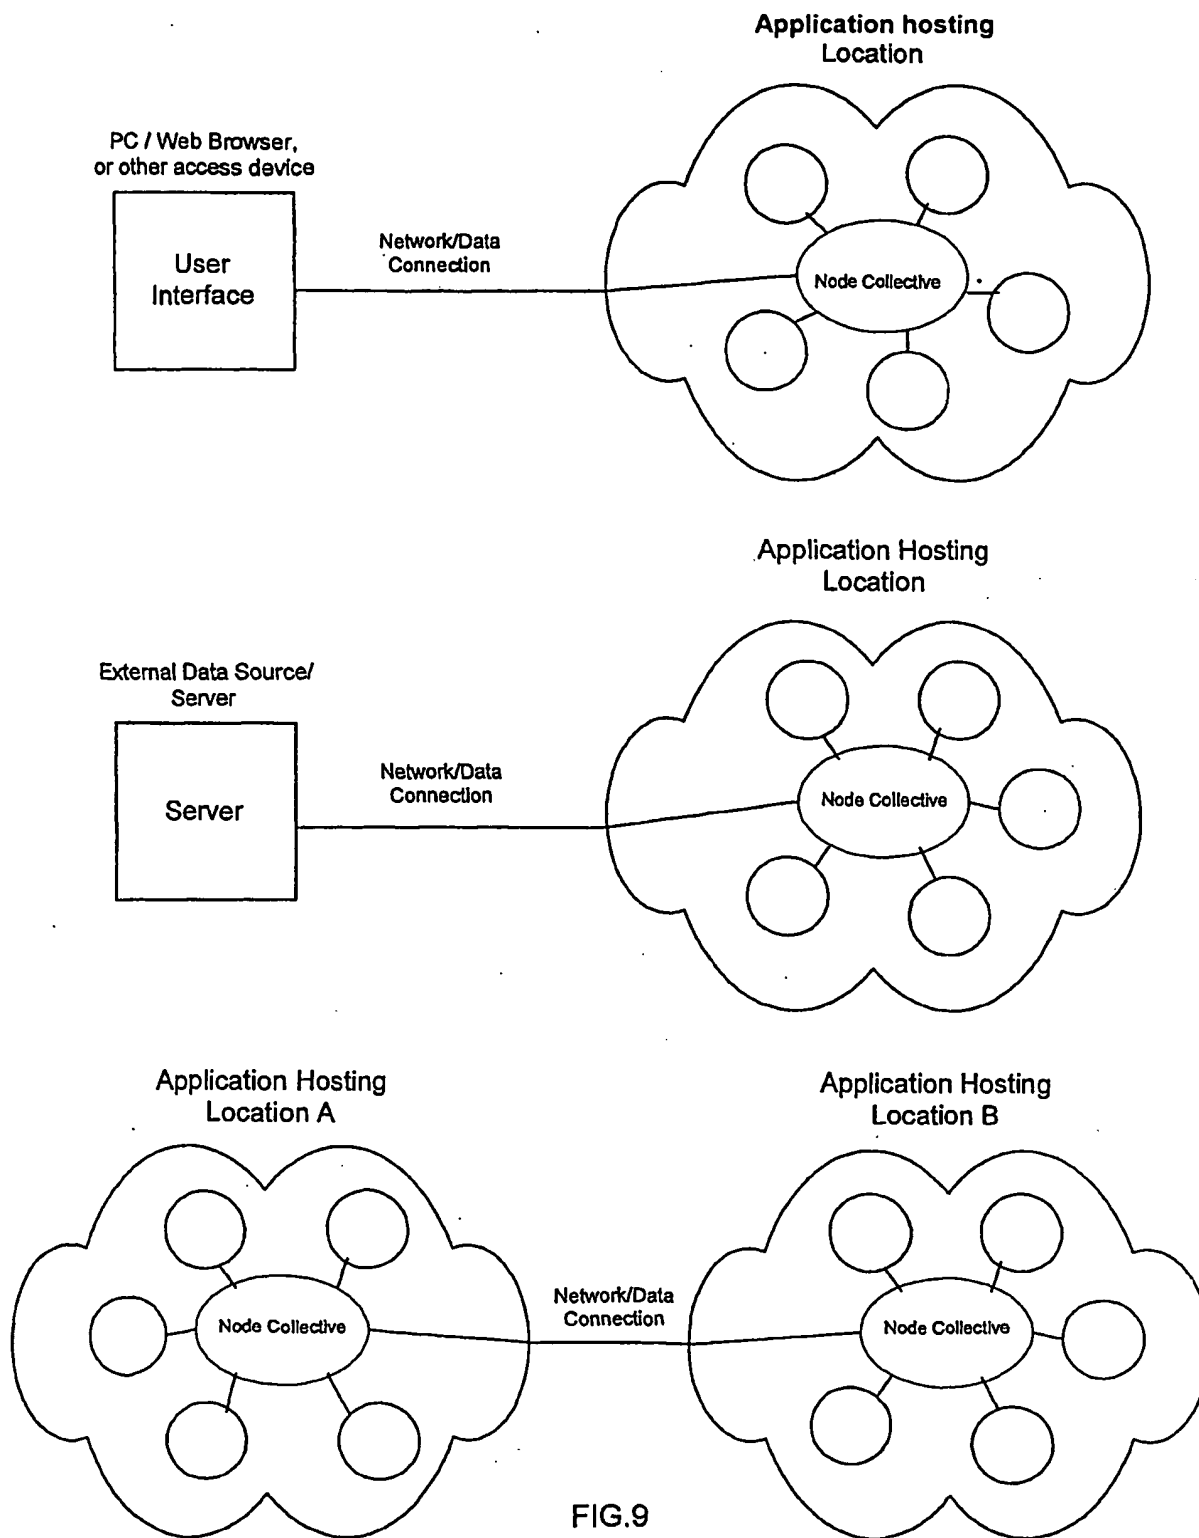 Application hosting
Location
PC / Web Browser,
or other access device
User
Interface
Network/Data
Connection
Node Collective
Application Hosting
Location
External Data Source/
Server
Server
Network/Data
Connection
Node Collective
Application Hosting
Location A
Application Hosting
Location B
Node Collective
Network/Data
Connection
Node Collective
FIG.9